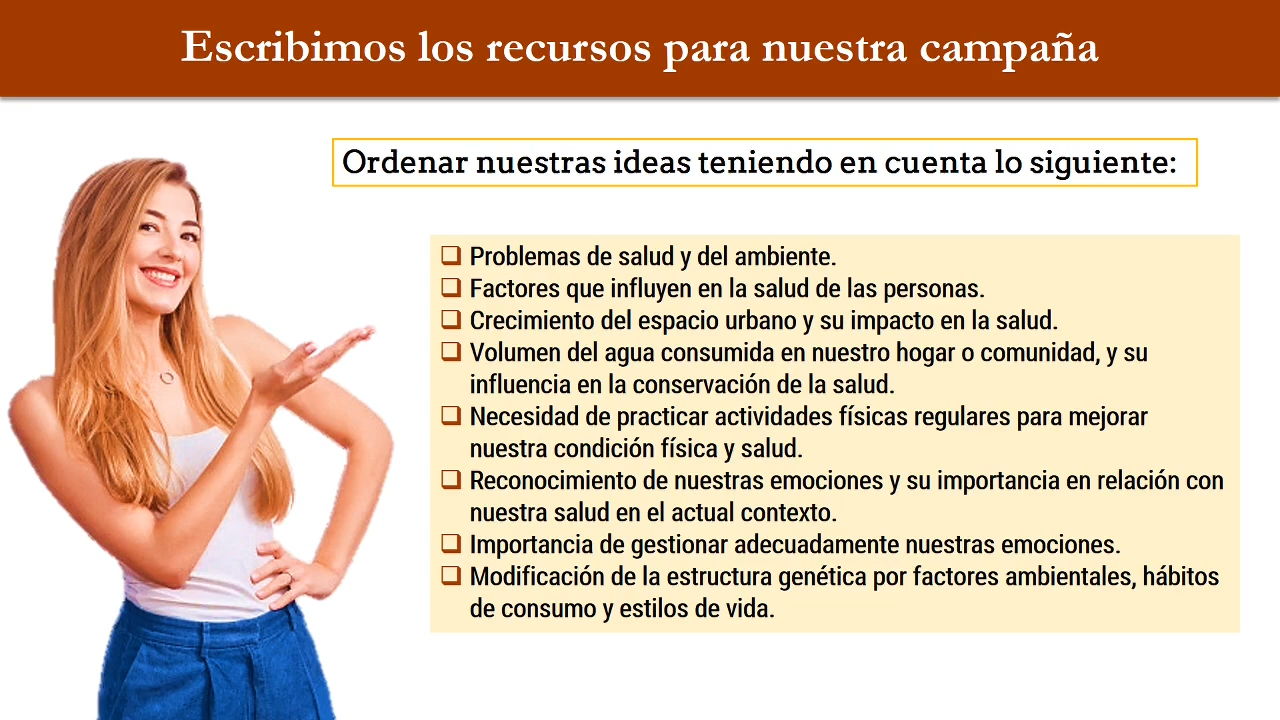 Escribimos los recursos para nuestra campaña
Ordenar nuestras ideas teniendo en cuenta lo siguiente:
❑ Problemas de salud y del ambiente.
❑ Factores que influyen en la salud de las personas.
❑ Crecimiento del espacio urbano y su impacto en la salud.
❑ Volumen del agua consumida en nuestro hogar o comunidad, y su
influencia en la conservación de la salud.
❑ Necesidad de practicar actividades físicas regulares para mejorar
nuestra condición física y salud.
❑ Reconocimiento de nuestras emociones y su importancia en relación con
nuestra salud en el actual contexto.
❑ Importancia de gestionar adecuadamente nuestras emociones.
❑ Modificación de la estructura genética por factores ambientales, hábitos
de consumo y estilos de vida.